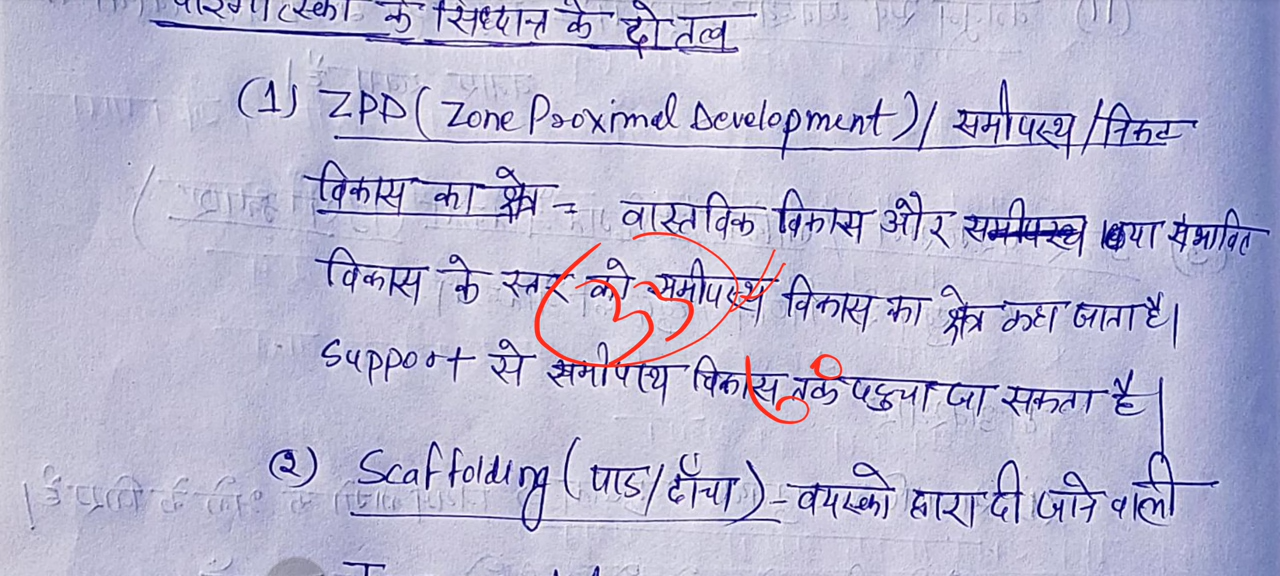 के सिध्यान्त के दो तत्व
(1) ZPD (Zone Proximal Development) / समीपस्थ / निकट
विकास का क्षेत्र = वास्तविक विकास और समीपस्थ तथा संभावित
विकास के स्तर को समीपस्थ विकास का क्षेत्र कहा जाता है।
Support से समीपस्थ विकास तक पहुचा जा सकता है।
(2) Scaffolding (पाड / ढाँचा) - वयस्को द्वारा दी जाने वाली